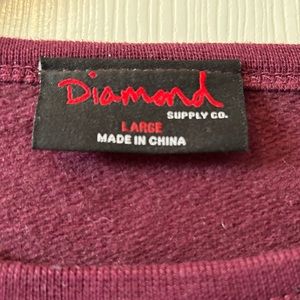 Diamond
SUPPLY CO.
LARGE
MADE IN CHINA